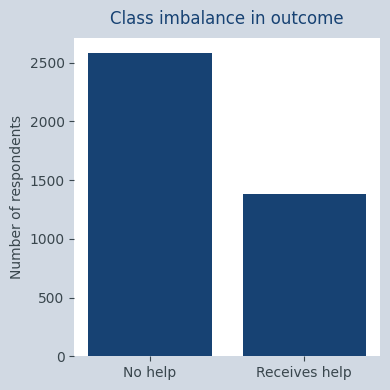 Class imbalance in outcome
Number of respondents
2500
2000
1500
1000
500
0
No help
Receives help